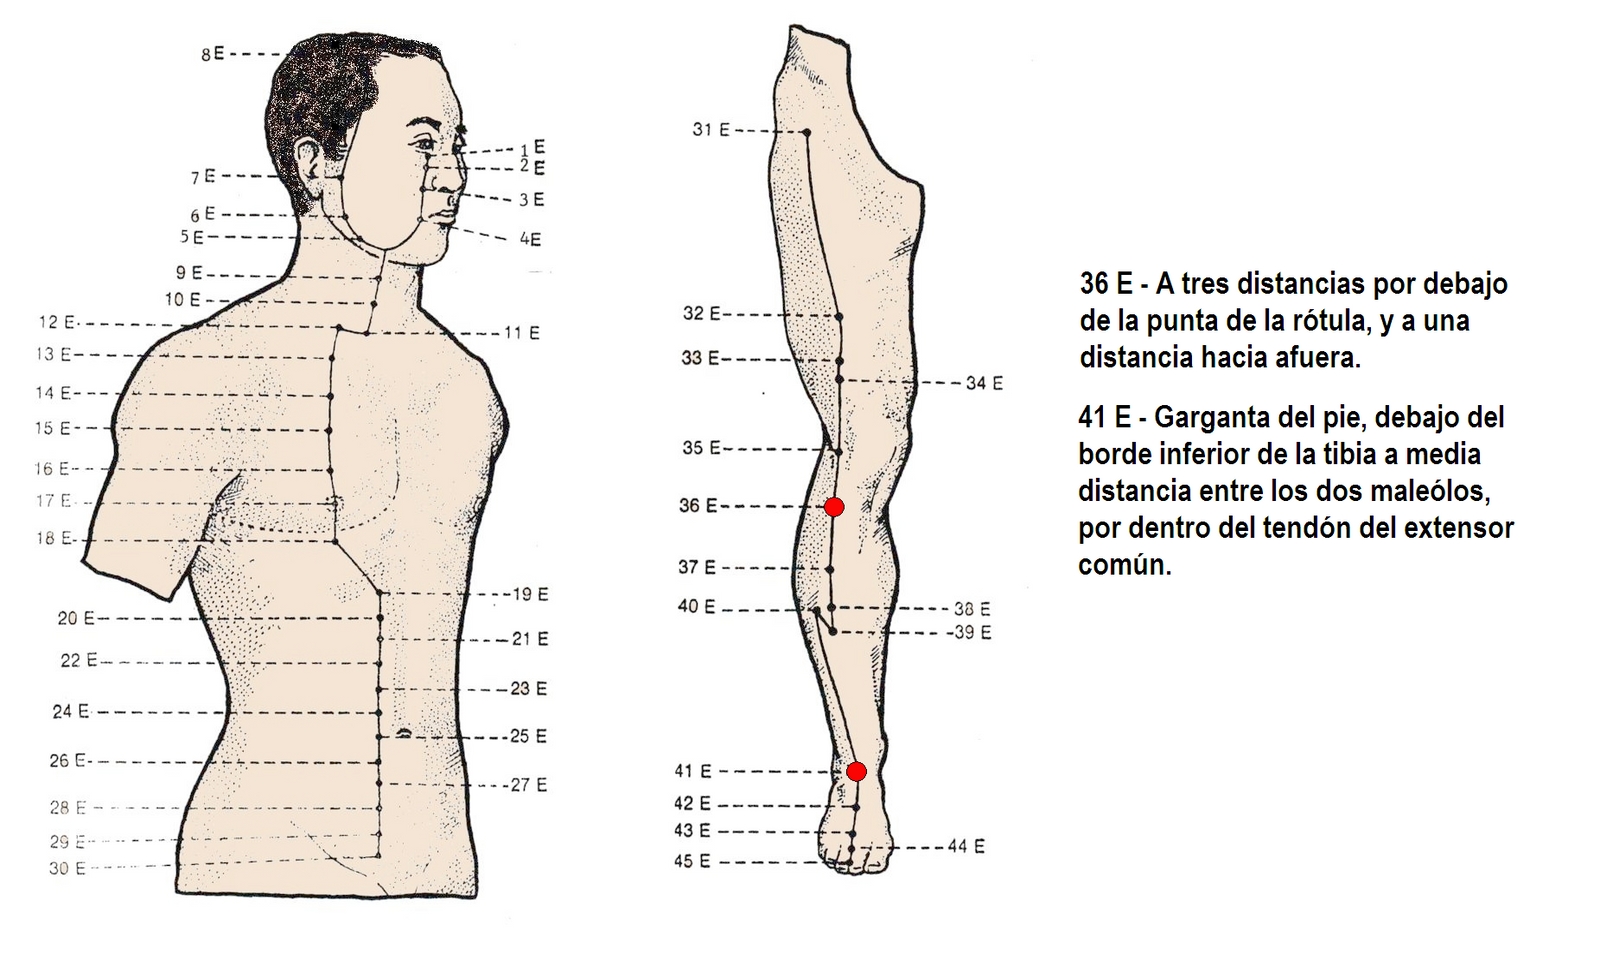 8E
1 E
2 E
7 E
3 E
6 E
5 E
4E
9 E
10 E
12 E
11 E
13 E
14 E
15 E
16 E
17 E
18 E
19 E
20 E
21 E
22 E
23 E
24 E
25 E
26 E
27 E
28 E
29 E
30 E
31 E
32 E
33 E
34 E
35 E
36 E
37 E
40 E
38 E
39 E
41 E
42 E
43 E
44 E
45 E
36 E - A tres distancias por debajo
de la punta de la rótula, y a una
distancia hacia afuera.
41 E - Garganta del pie, debajo del
borde inferior de la tibia a media
distancia entre los dos maleólos,
por dentro del tendón del extensor
común.